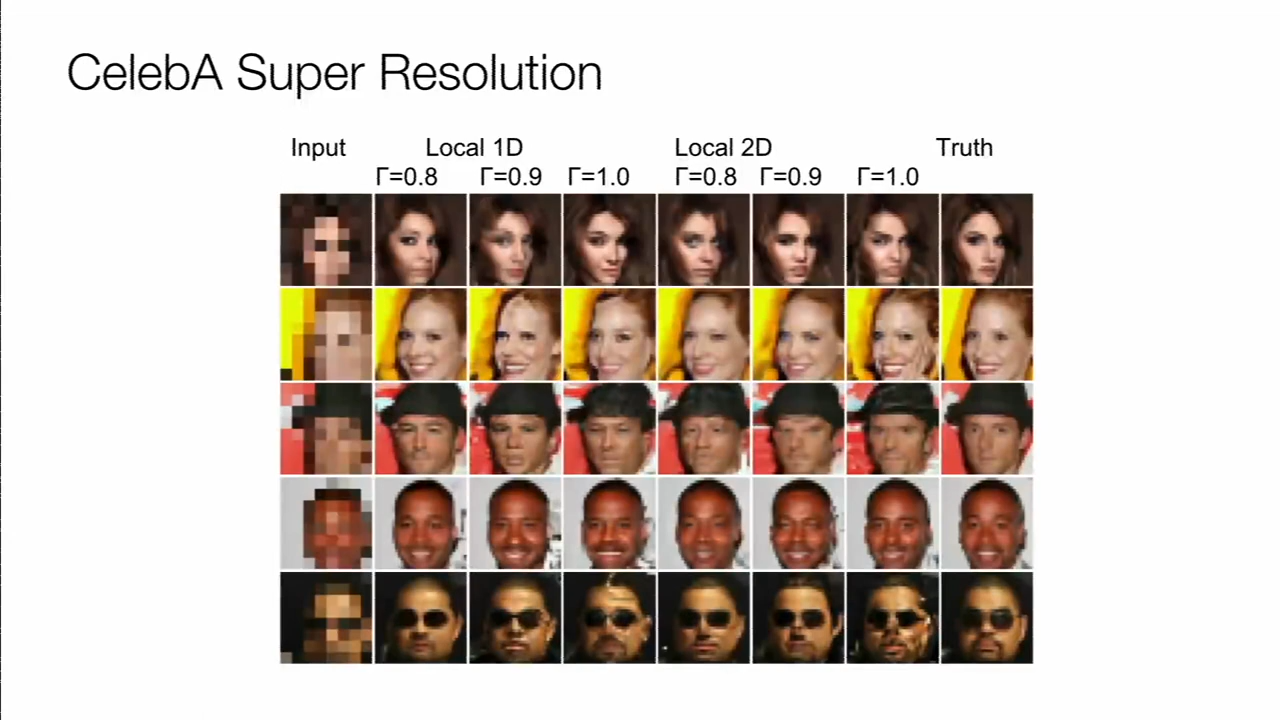 CelebA Super Resolution
Input Local 1D Local 2D Truth
Γ=0.8 Γ=0.9 Γ=1.0 Γ=0.8 Γ=0.9 Γ=1.0